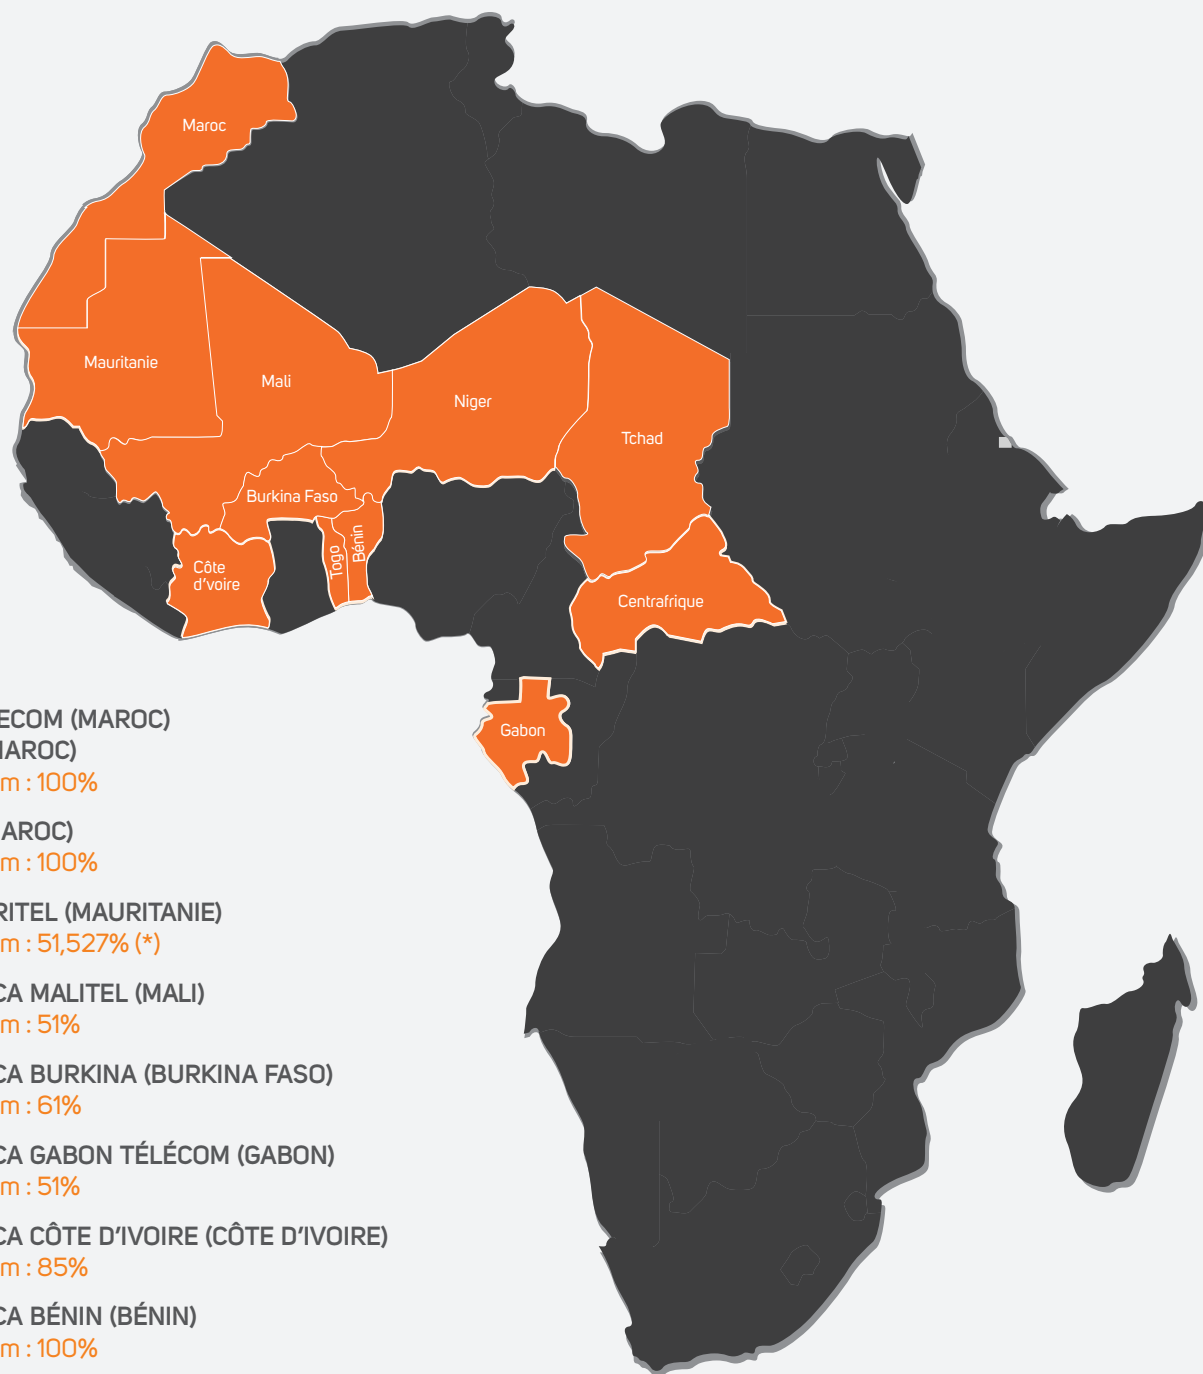 Maroc
Mauritanie
Mali
Niger
Tchad
Burkina Faso
Bénin
Togo
Côte
d'voire
Centrafrique
Gabon
ECOM (MAROC)
MAROC)
m : 100%
AROC)
m : 100%
RITEL (MAURITANIE)
m : 51,527% (*)
CA MALITEL (MALI)
m : 51%
CA BURKINA (BURKINA FASO)
m : 61%
CA GABON TÉLÉCOM (GABON)
m : 51%
CA CÔTE D'IVOIRE (CÔTE D'IVOIRE)
m : 85%
CA BÉNIN (BÉNIN)
m : 100%